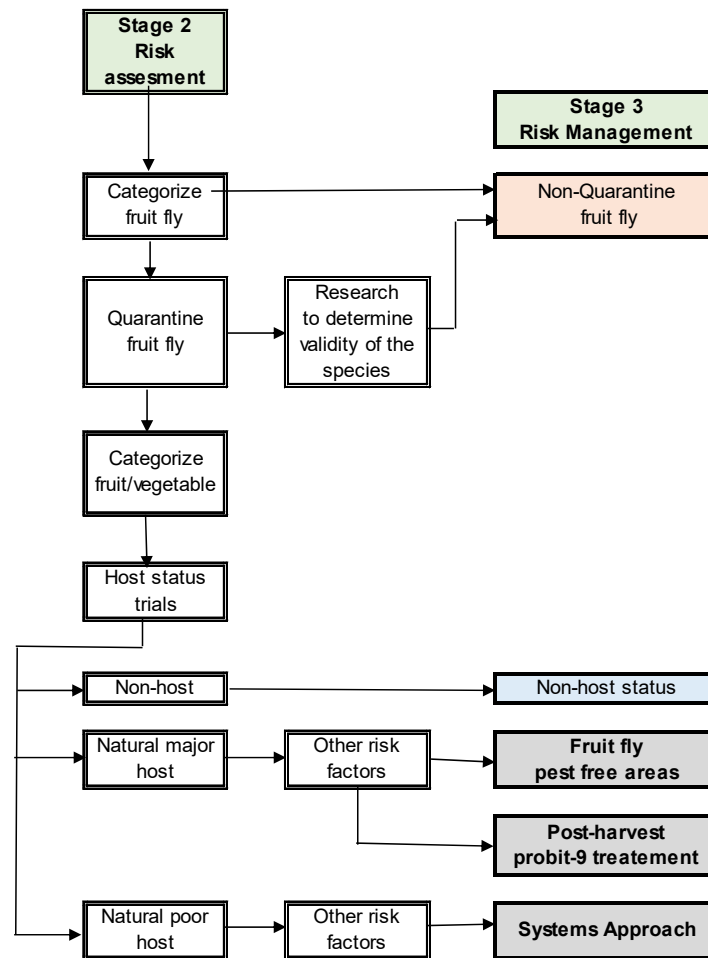 Stage 2
Risk
assesment
Stage 3
Risk Management
Categorize
fruit fly
Non-Quarantine
fruit fly
Quarantine
fruit fly
Research
to determine
validity of the
species
Categorize
fruit/vegetable
Host status
trials
Non-host
Non-host status
Natural major
host
Other risk
factors
Fruit fly
pest free areas
Post-harvest
probit-9 treatement
Natural poor
host
Other risk
factors
Systems Approach